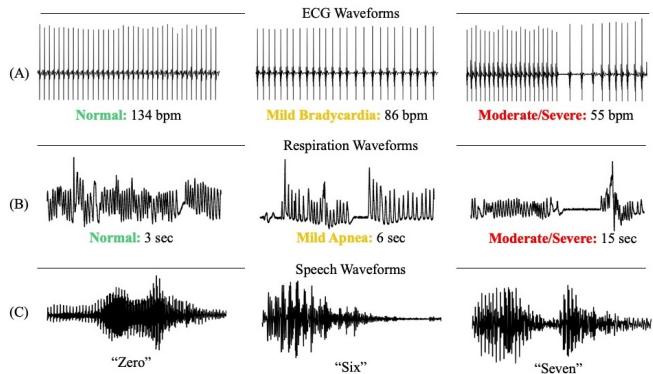 ECG Waveforms
(A)
Normal: 134 bpm
Mild Bradycardia: 86 bpm
Moderate/Severe: 55 bpm
Respiration Waveforms
(B)
Normal: 3 sec
Mild Apnea: 6 sec
Moderate/Severe: 15 sec
Speech Waveforms
(C)
“Zero”
“Six”
“Seven”